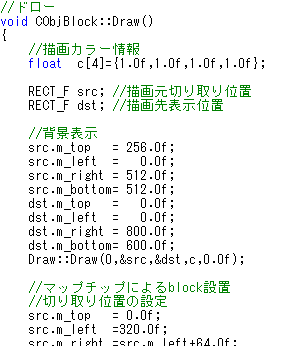 //ドロー
void CObjBlock::Draw()
{
//描画カラー情報
float c[4]={1.0f,1.0f,1.0f,1.0f};
RECT_F src; //描画元切り取り位置
RECT_F dst; //描画先表示位置
//背景表示
src.m_top = 256.0f;
src.m_left = 0.0f;
src.m_right = 512.0f;
src.m_bottom= 512.0f;
dst.m_top = 0.0f;
dst.m_left = 0.0f;
dst.m_right = 800.0f;
dst.m_bottom= 600.0f;
Draw::Draw(0,&src,&dst,c,0.0f);
//マップチップによるblock設置
//切り取り位置の設定
src.m_top = 0.0f;
src.m_left =320.0f;
src.m_right =src.m_left+64.0f;